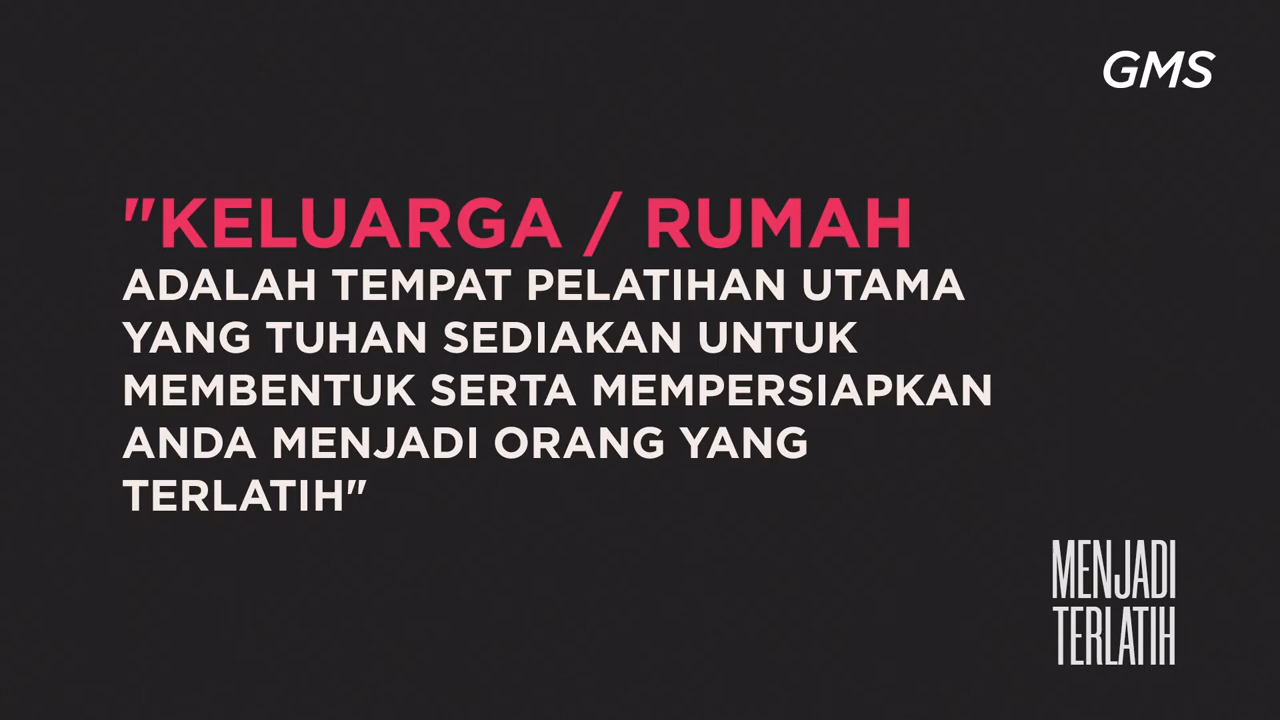 GMS
"KELUARGA / RUMAH
ADALAH TEMPAT PELATIHAN UTAMA
YANG TUHAN SEDIAKAN UNTUK
MEMBENTUK SERTA MEMPERSIAPKAN
ANDA MENJADI ORANG YANG
TERLATIH"
MENJADI
TERLATIH